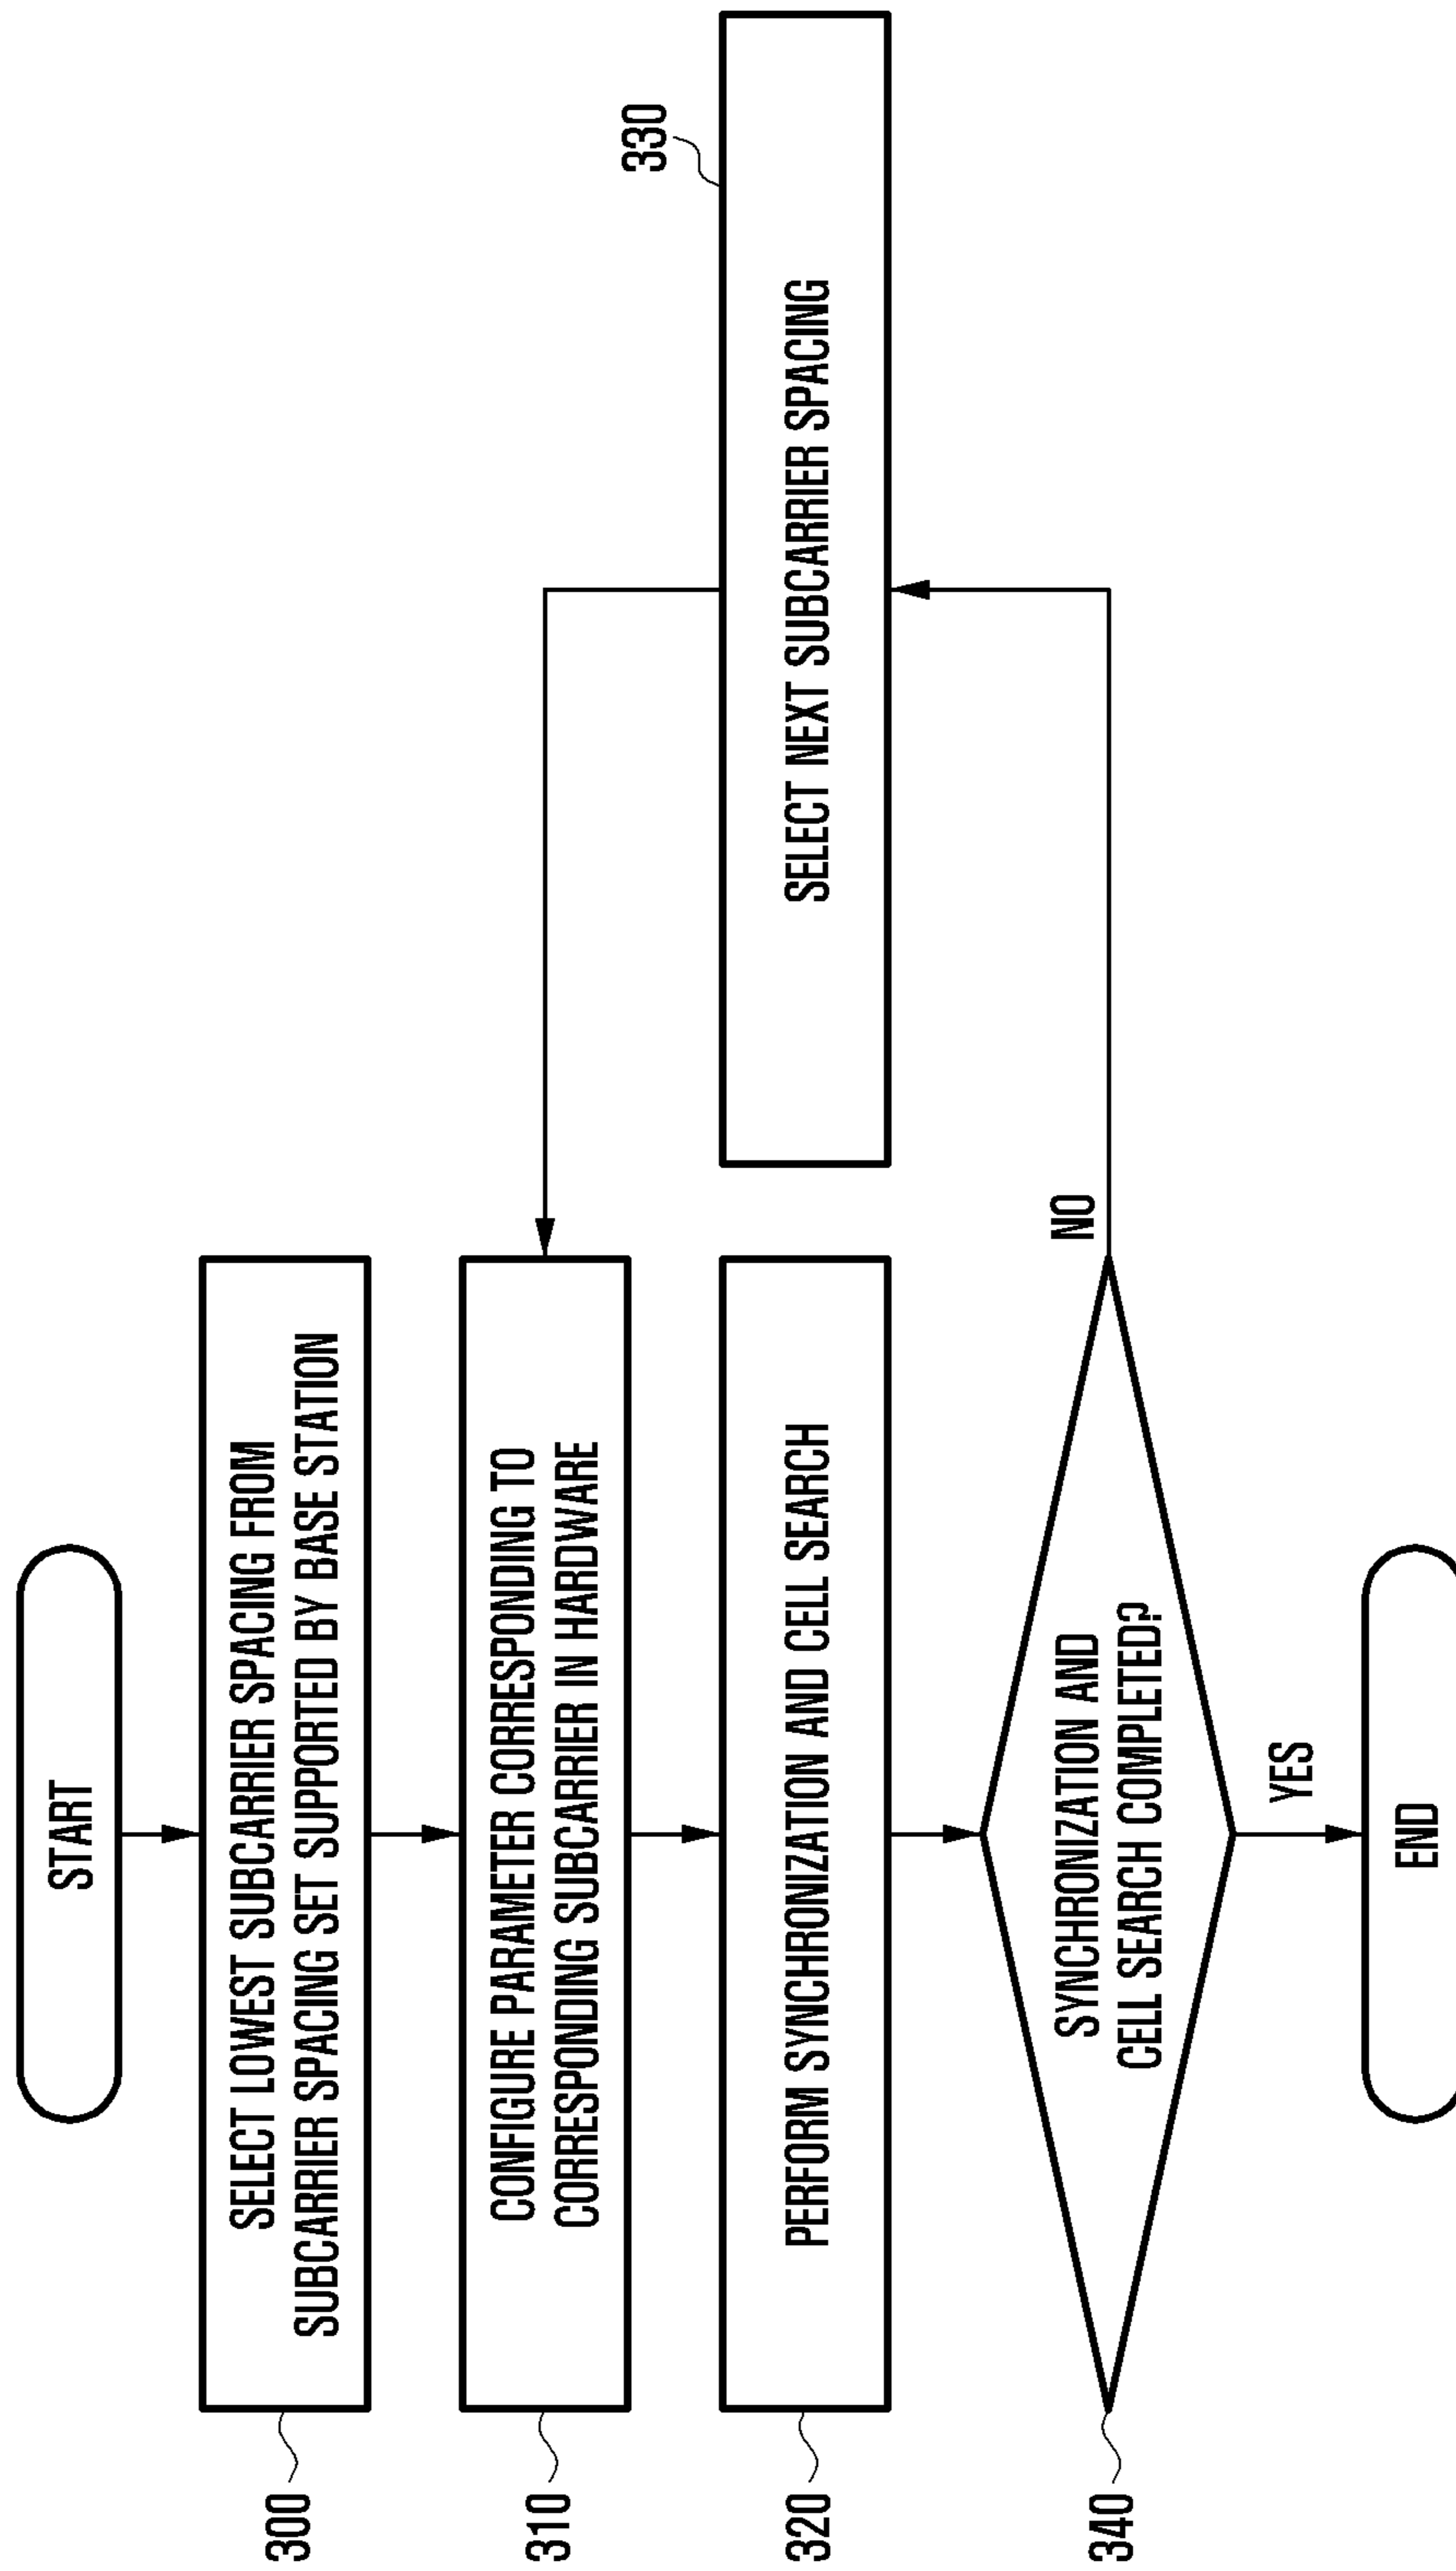 START
300
SELECT LOWEST SUBCARRIER SPACING FROM
SUBCARRIER SPACING SET SUPPORTED BY BASE STATION
310
CONFIGURE PARAMETER CORRESPONDING TO
CORRESPONDING SUBCARRIER IN HARDWARE
320
PERFORM SYNCHRONIZATION AND CELL SEARCH
330
SELECT NEXT SUBCARRIER SPACING
340
SYNCHRONIZATION AND
CELL SEARCH COMPLETED?
NO
YES
END